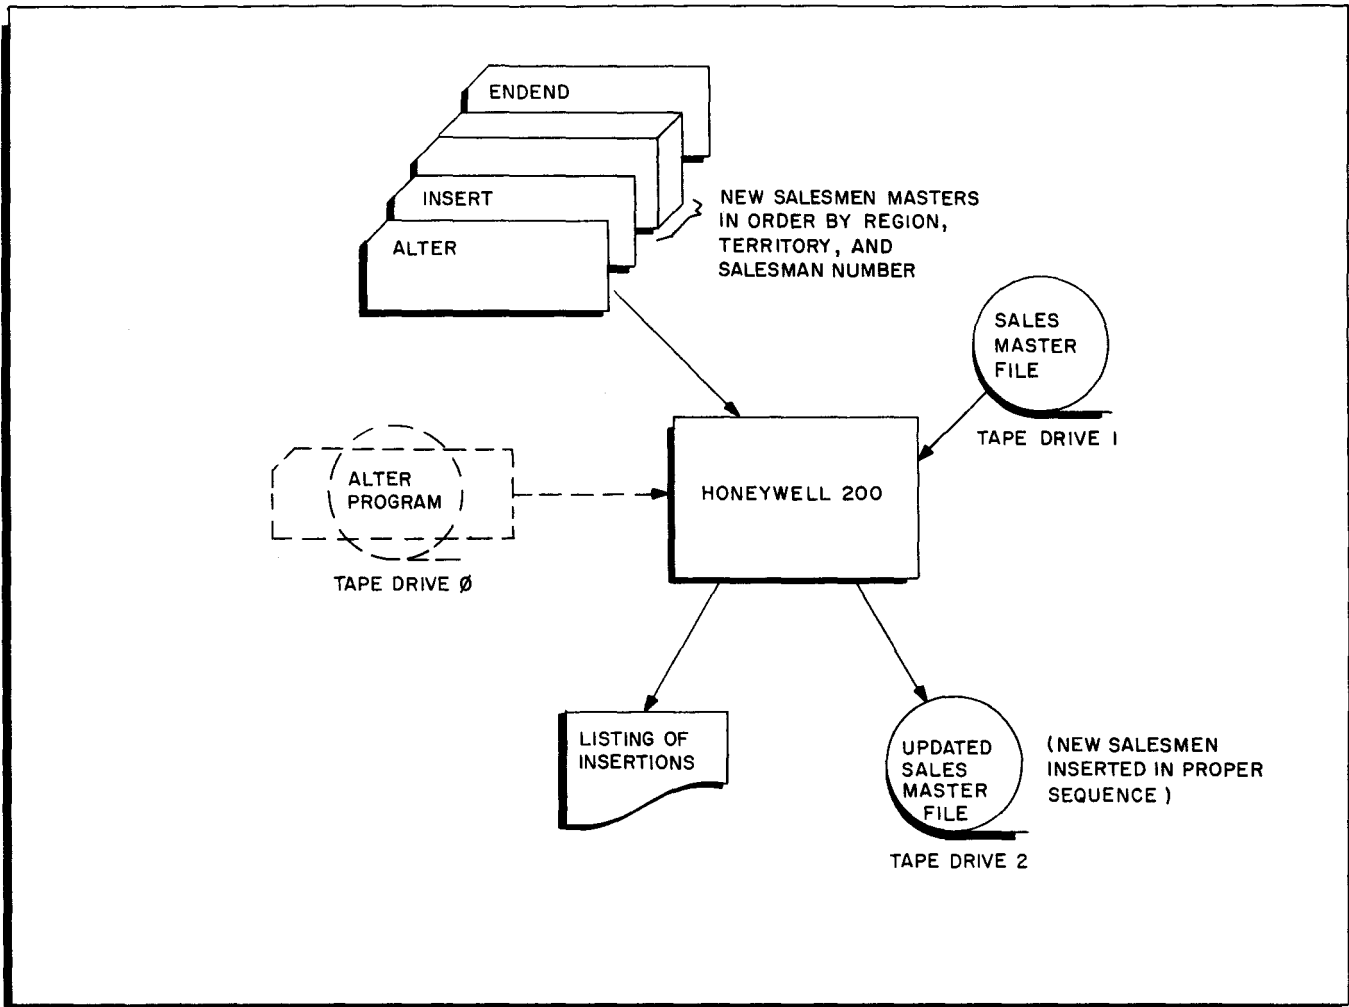 ENDEND
INSERT
ALTER
NEW SALESMEN MASTERS
IN ORDER BY REGION,
TERRITORY, AND
SALESMAN NUMBER
SALES
MASTER
FILE
TAPE DRIVE 1
ALTER
PROGRAM
TAPE DRIVE Ø
HONEYWELL 200
LISTING OF
INSERTIONS
UPDATED
SALES
MASTER
FILE
(NEW SALESMEN
INSERTED IN PROPER
SEQUENCE)
TAPE DRIVE 2